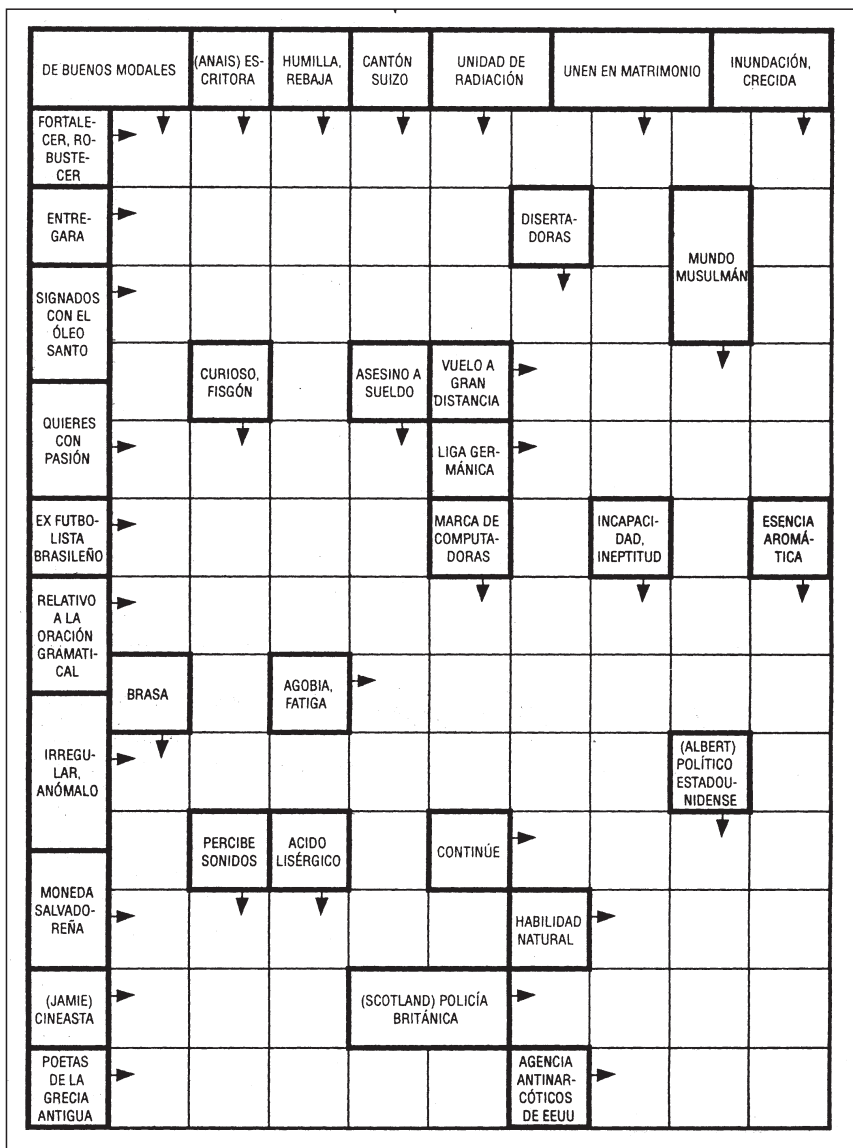 DE BUENOS MODALES
(ANAIS) ES-
CRITORA
HUMILLA,
REBAJA
CANTÓN
SUIZO
UNIDAD DE
RADIACIÓN
UNEN EN MATRIMONIO
INUNDACIÓN,
CRECIDA
FORTALE-
CER, RO-
BUSTE-
CER
ENTRE-
GARA
DISERTA-
DORAS
MUNDO
MUSULMÁN
SIGNADOS
CON EL
ÓLEO
SANTO
CURIOSO,
FISGÓN
ASESINO A
SUELDO
VUELO A
GRAN
DISTANCIA
QUIERES
CON
PASIÓN
LIGA GER-
MÁNICA
EX FUTBO-
LISTA
BRASILEÑO
MARCA DE
COMPUTA-
DORAS
INCAPACI-
DAD,
INEPTITUD
ESENCIA
AROMÁ-
TICA
RELATIVO
A LA
ORACIÓN
GRAMATI-
CAL
BRASA
AGOBIA,
FATIGA
IRREGU-
LAR,
ANÓMALO
(ALBERT)
POLÍTICO
ESTADOU-
NIDENSE
PERCIBE
SONIDOS
ACIDO
LISÉRGICO
CONTINÚE
MONEDA
SALVADO-
REÑA
HABILIDAD
NATURAL
(JAMIE)
CINEASTA
(SCOTLAND) POLICÍA
BRITÁNICA
POETAS
DE LA
GRECIA
ANTIGUA
AGENCIA
ANTINAR-
CÓTICOS
DE EEUU